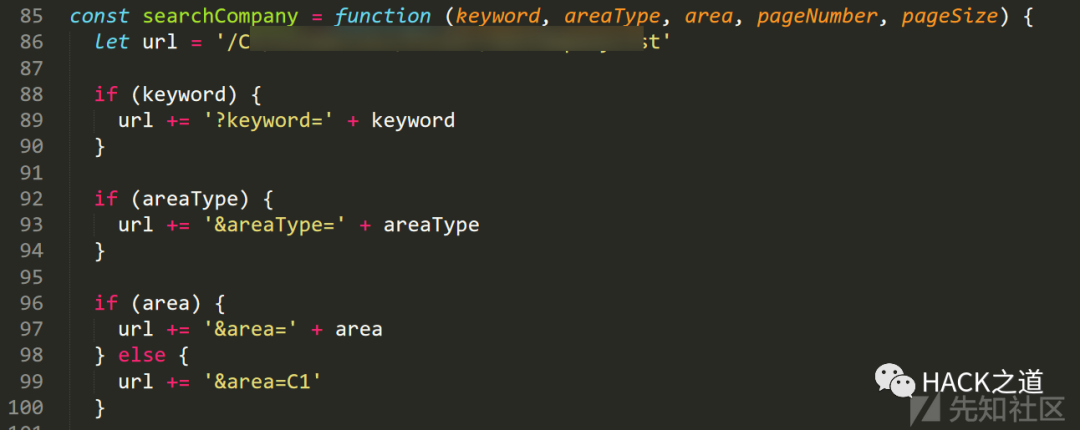 85 const searchCompany = function (keyword, areaType, area, pageNumber, pageSize) {
86 let url = '/C st'
87
88 if (keyword) {
89 url += '?keyword=' + keyword
90 }
91
92 if (areaType) {
93 url += '&areaType=' + areaType
94 }
95
96 if (area) {
97 url += '&area=' + area
98 } else {
99 url += '&area=C1'
100 }
HACK之道
先知社区